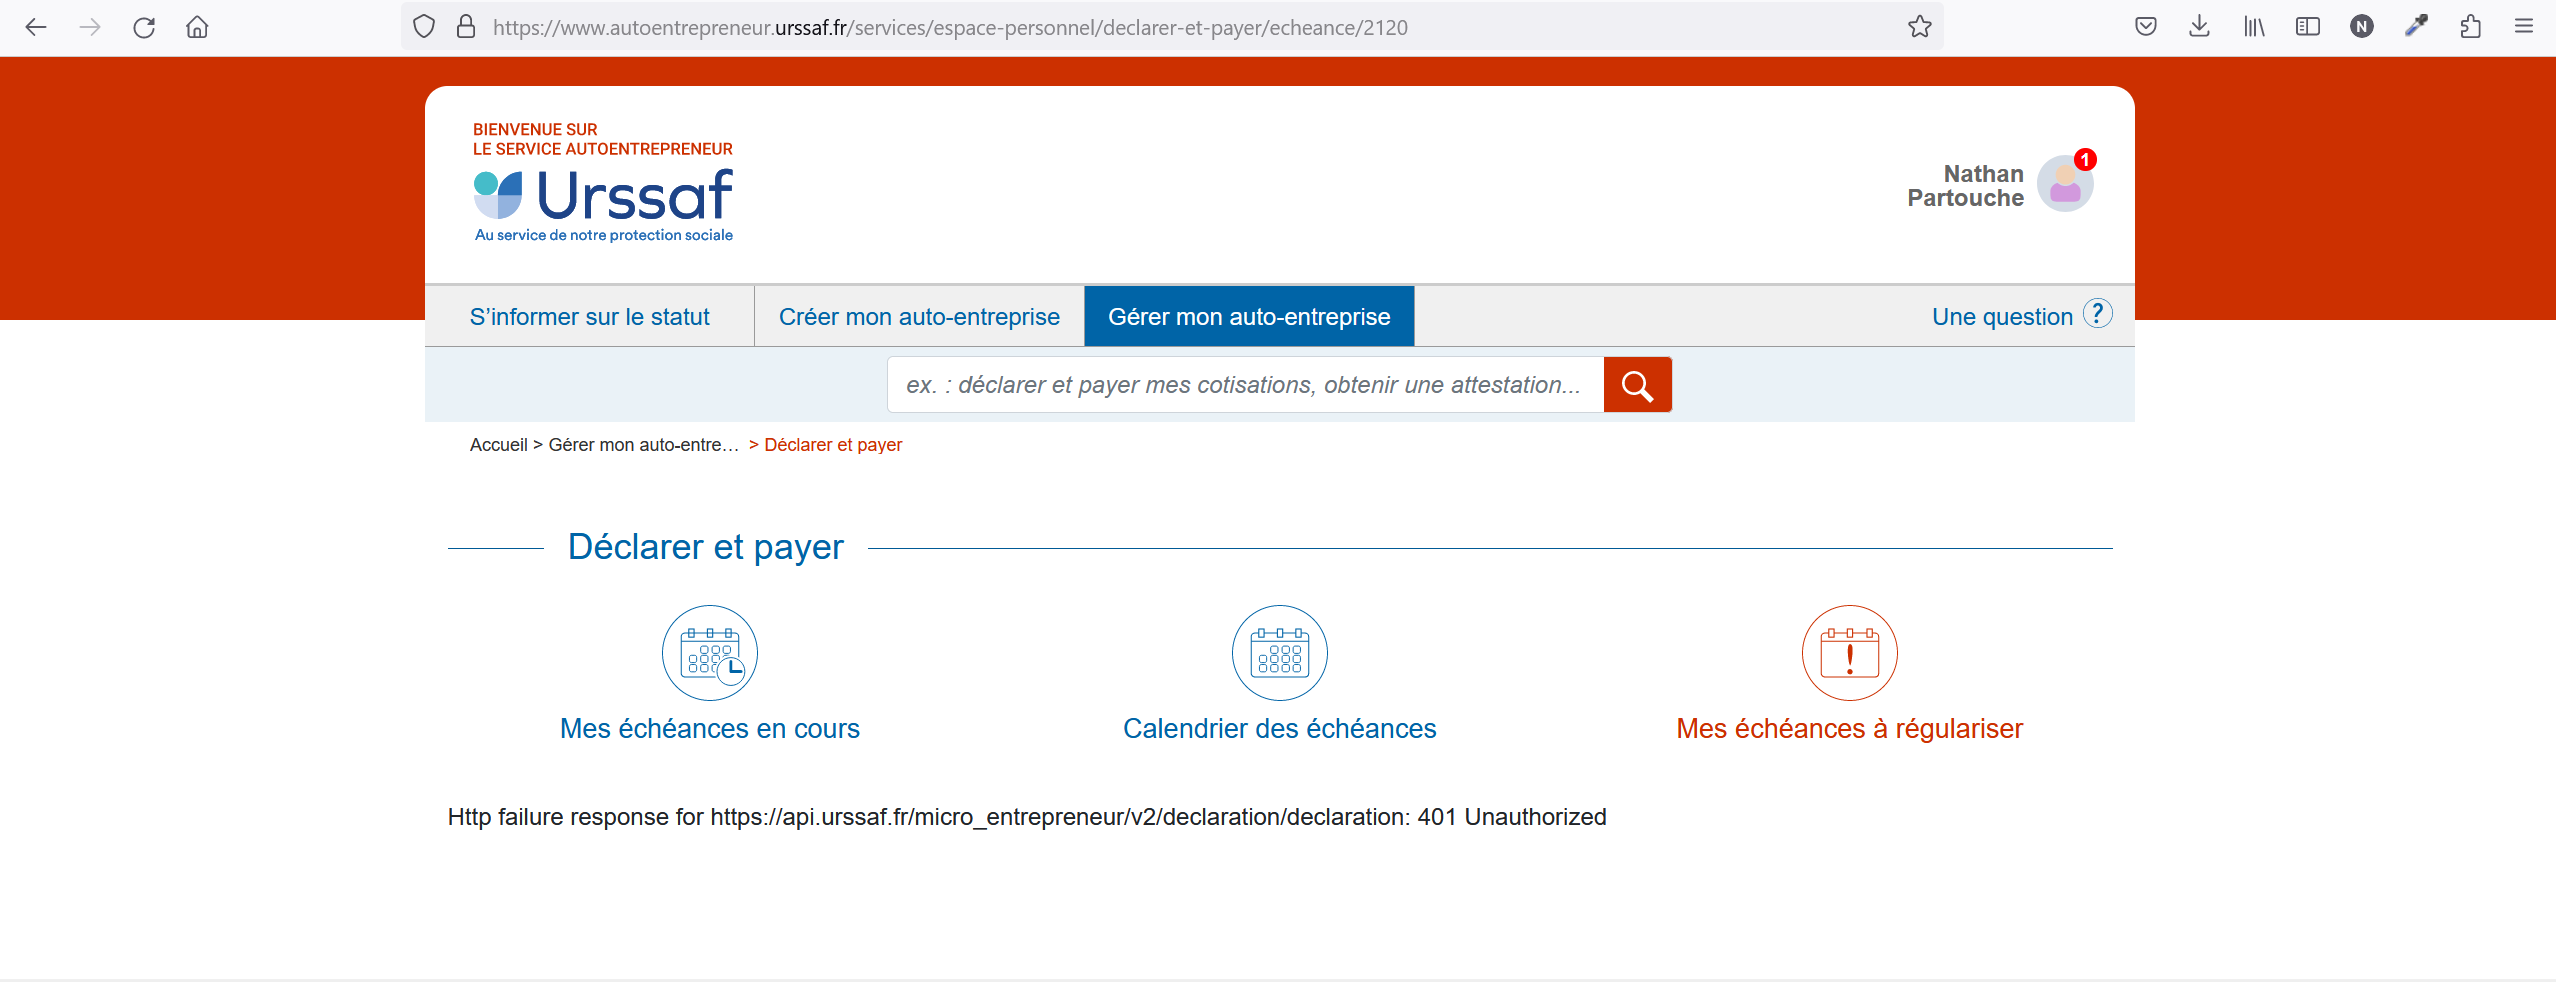 https://www.autoentrepreneur.urssaf.fr/services/espace-personnel/declarer-et-payer/echeance/2120
N
BIENVENUE SUR
LE SERVICE AUTOENTREPRENEUR
Urssaf
Au service de notre protection sociale
Nathan
Partouche
1
S’informer sur le statut
Créer mon auto-entreprise
Gérer mon auto-entreprise
Une question ?
ex. : déclarer et payer mes cotisations, obtenir une attestation...
Accueil > Gérer mon auto-entre… > Déclarer et payer
Déclarer et payer
Mes échéances en cours
Calendrier des échéances
Mes échéances à régulariser
Http failure response for https://api.urssaf.fr/micro_entrepreneur/v2/declaration/declaration: 401 Unauthorized